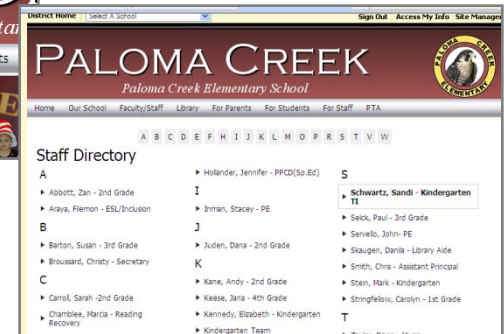 District Home Select A School Sign Out Access My Info Site Manager
PALOMA CREEK
Paloma Creek Elementary School
PALOMA CREEK
ELEMENTARY
Home Our School Faculty/Staff Library For Parents For Students For Staff PTA
A B C D E F H I J K L M O P R S T V W
Staff Directory
A
Abbott, Zan - 2nd Grade
Araya, Filemon - ESL/Inclusion
B
Barton, Susan - 3rd Grade
Broussard, Christy - Secretary
C
Carrol, Sarah -2nd Grade
Chamblee, Marcia - Reading
Recovery
Hollander, Jennifer - PPCD(Sp.Ed)
I
Inman, Stacey - PE
J
Juden, Dana - 2nd Grade
K
Kane, Andy - 2nd Grade
Keese, Jana - 4th Grade
Kennedy, Elizabeth - Kindergarten
Kindergarten Team
S
Schwartz, Sandi - Kindergarten
TI
Selck, Paul - 3rd Grade
Servello, John- PE
Skaugen, Danila - Library Aide
Smith, Chris - Assistant Principal
Stein, Mark - Kindergarten
Stringfellow, Carolyn - 1st Grade
T